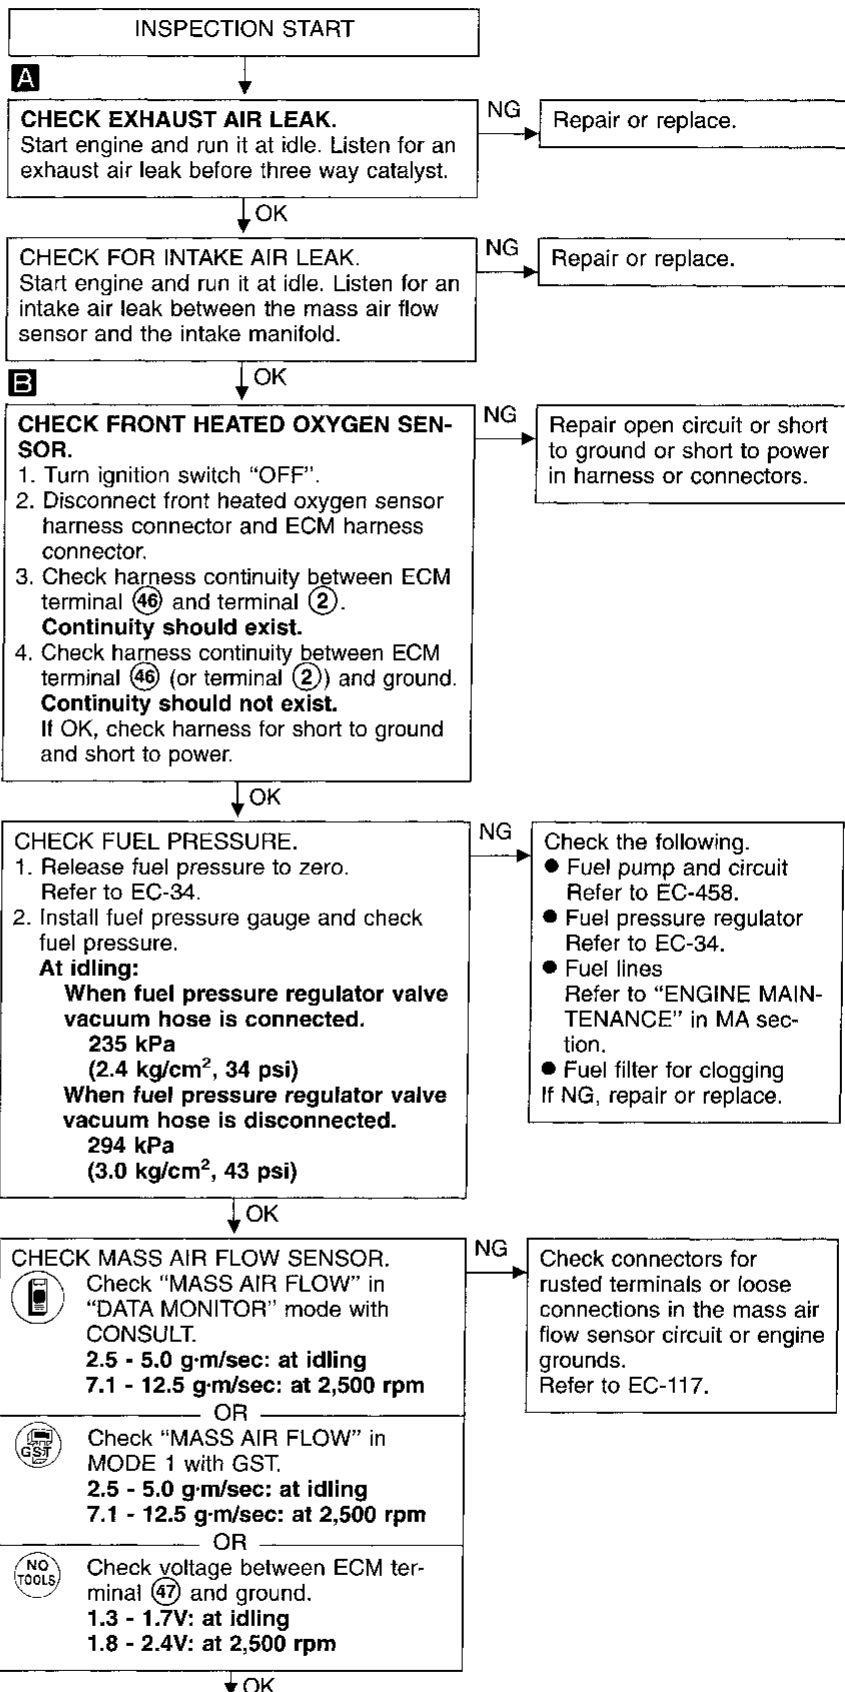 INSPECTION START
A
CHECK EXHAUST AIR LEAK.
Start engine and run it at idle. Listen for an
exhaust air leak before three way catalyst.
NG
Repair or replace.
OK
CHECK FOR INTAKE AIR LEAK.
Start engine and run it at idle. Listen for an
intake air leak between the mass air flow
sensor and the intake manifold.
NG
Repair or replace.
OK
B
CHECK FRONT HEATED OXYGEN SEN-
SOR.
1. Turn ignition switch “OFF”.
2. Disconnect front heated oxygen sensor
harness connector and ECM harness
connector.
3. Check harness continuity between ECM
terminal 46 and terminal 2.
Continuity should exist.
4. Check harness continuity between ECM
terminal 46 (or terminal 2) and ground.
Continuity should not exist.
If OK, check harness for short to ground
and short to power.
NG
Repair open circuit or short
to ground or short to power
in harness or connectors.
OK
CHECK FUEL PRESSURE.
1. Release fuel pressure to zero.
Refer to EC-34.
2. Install fuel pressure gauge and check
fuel pressure.
At idling:
When fuel pressure regulator valve
vacuum hose is connected.
235 kPa
(2.4 kg/cm², 34 psi)
When fuel pressure regulator valve
vacuum hose is disconnected.
294 kPa
(3.0 kg/cm², 43 psi)
NG
Check the following.
● Fuel pump and circuit
Refer to EC-458.
● Fuel pressure regulator
Refer to EC-34.
● Fuel lines
Refer to “ENGINE MAIN-
TENANCE” in MA sec-
tion.
● Fuel filter for clogging
If NG, repair or replace.
OK
CHECK MASS AIR FLOW SENSOR.
Check “MASS AIR FLOW” in
“DATA MONITOR” mode with
CONSULT.
2.5 - 5.0 g·m/sec: at idling
7.1 - 12.5 g·m/sec: at 2,500 rpm
OR
GST
Check “MASS AIR FLOW” in
MODE 1 with GST.
2.5 - 5.0 g·m/sec: at idling
7.1 - 12.5 g·m/sec: at 2,500 rpm
OR
NO
TOOLS
Check voltage between ECM ter-
minal 47 and ground.
1.3 - 1.7V: at idling
1.8 - 2.4V: at 2,500 rpm
NG
Check connectors for
rusted terminals or loose
connections in the mass air
flow sensor circuit or engine
grounds.
Refer to EC-117.
OK